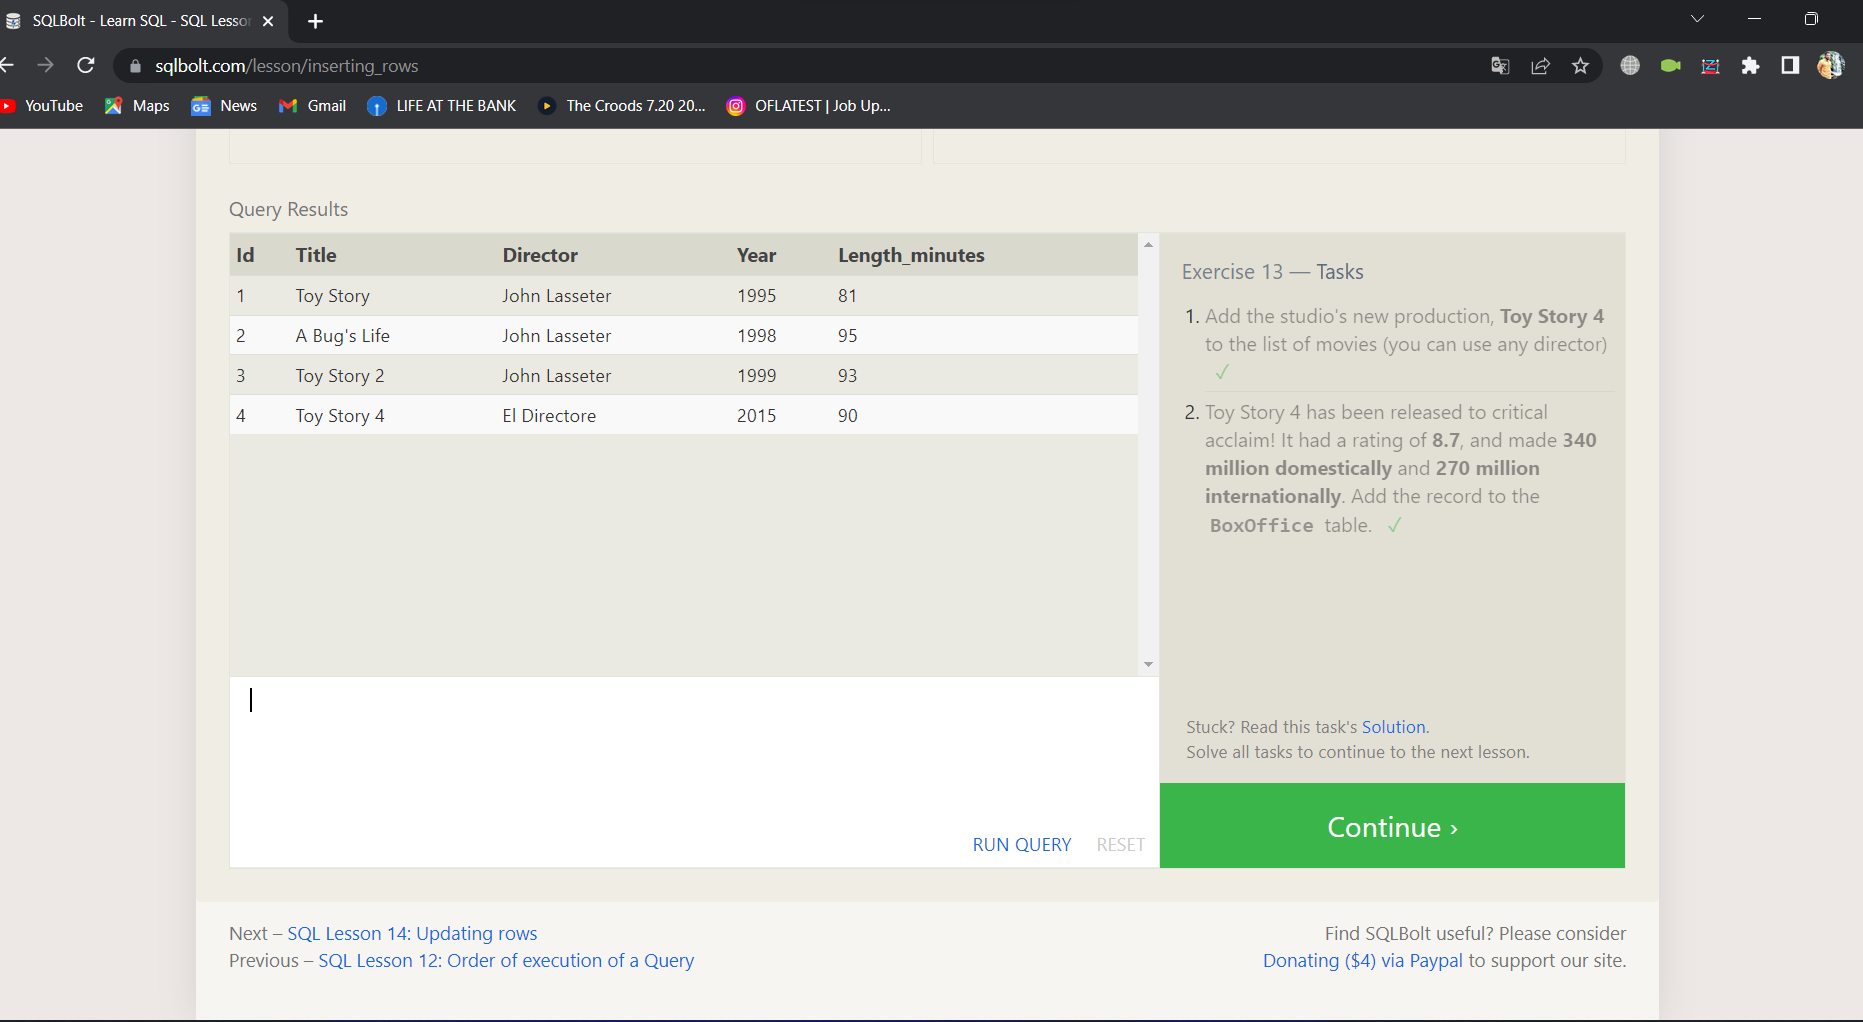 SQLBolt - Learn SQL - SQL Lesso
sqlbolt.com/lesson/inserting_rows
YouTube Maps News Gmail LIFE AT THE BANK The Croods 7.20 20... OFLATEST | Job Up...
Query Results
Id Title Director Year Length_minutes
1 Toy Story John Lasseter 1995 81
2 A Bug's Life John Lasseter 1998 95
3 Toy Story 2 John Lasseter 1999 93
4 Toy Story 4 El Directore 2015 90
RUN QUERY RESET
Exercise 13 — Tasks
1. Add the studio's new production, Toy Story 4
to the list of movies (you can use any director)
✓
2. Toy Story 4 has been released to critical
acclaim! It had a rating of 8.7, and made 340
million domestically and 270 million
internationally. Add the record to the
BoxOffice table. ✓
Stuck? Read this task's Solution.
Solve all tasks to continue to the next lesson.
Continue ›
Next – SQL Lesson 14: Updating rows
Previous – SQL Lesson 12: Order of execution of a Query
Find SQLBolt useful? Please consider
Donating ($4) via Paypal to support our site.